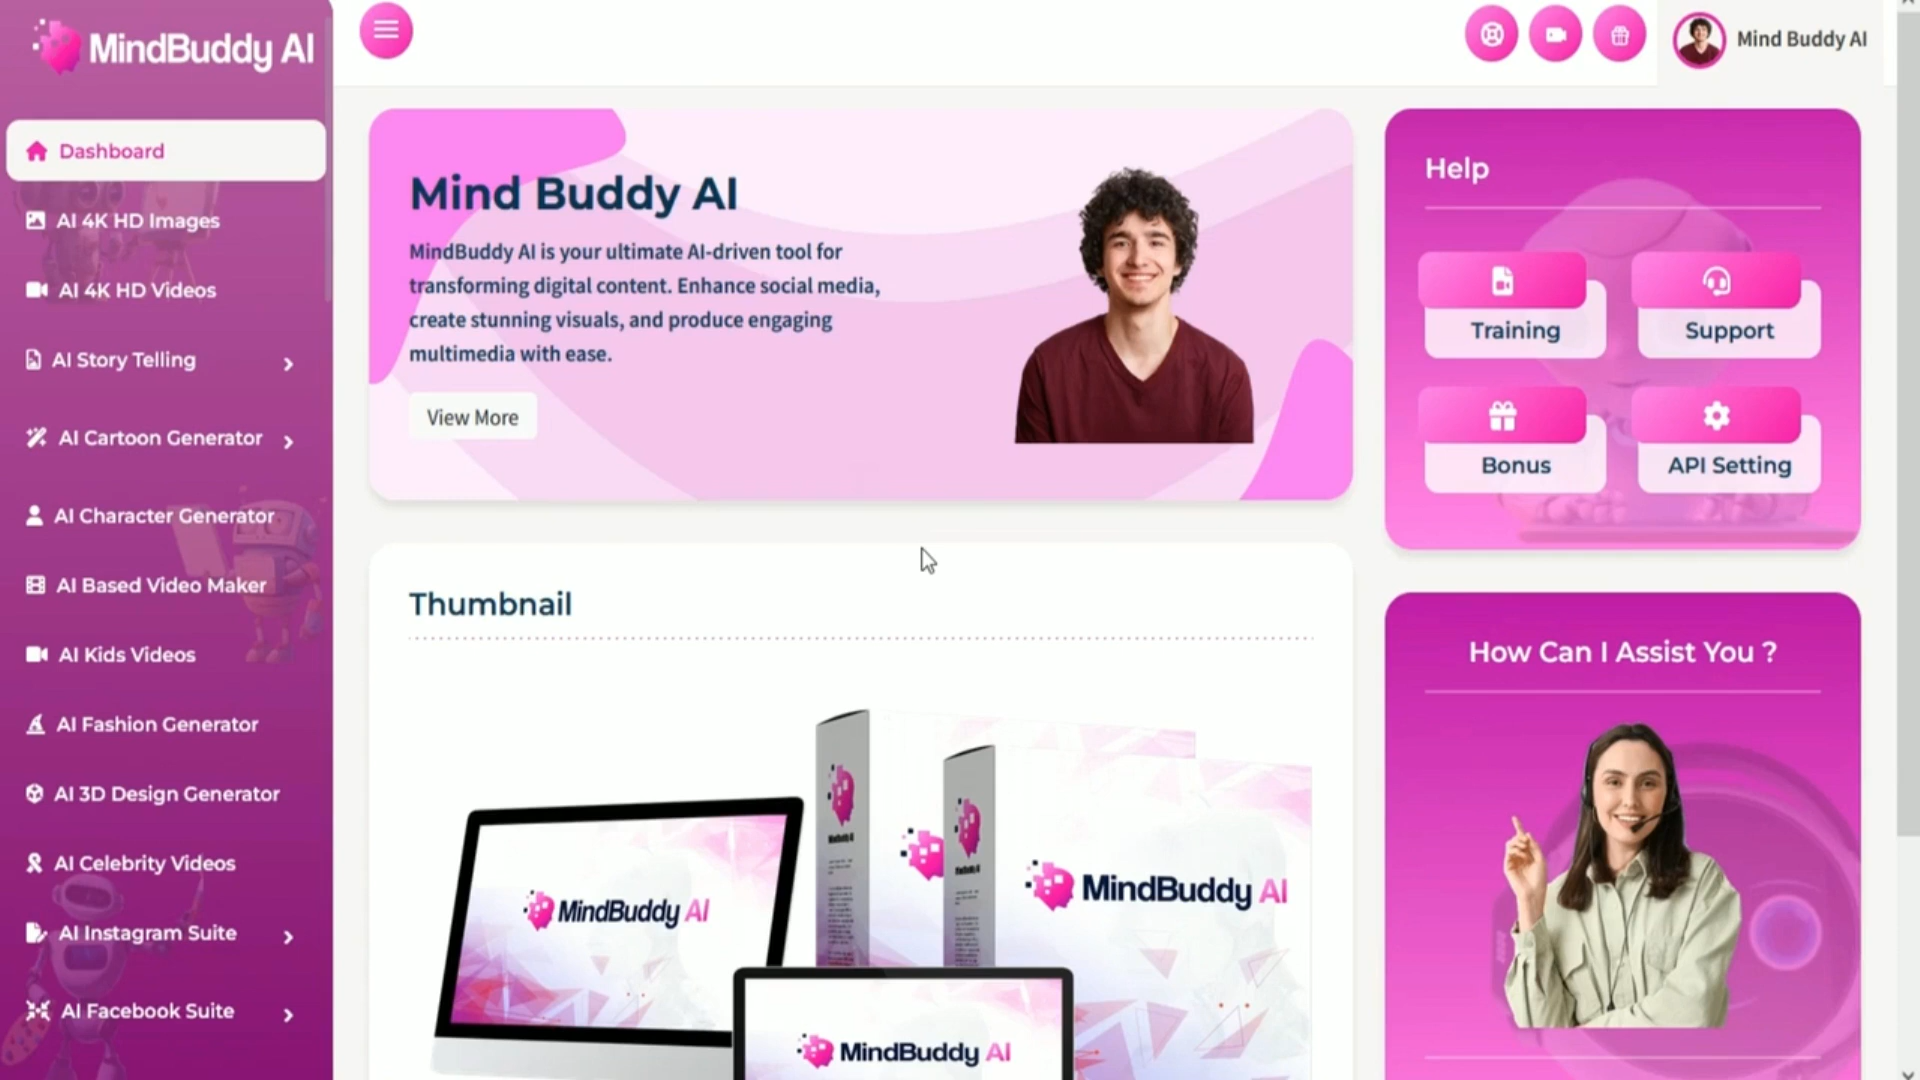 MindBuddy AI
Mind Buddy AI
Dashboard
AI 4K HD Images
AI 4K HD Videos
AI Story Telling
AI Cartoon Generator
AI Character Generator
AI Based Video Maker
AI Kids Videos
AI Fashion Generator
AI 3D Design Generator
AI Celebrity Videos
AI Instagram Suite
AI Facebook Suite
Mind Buddy AI
MindBuddy AI is your ultimate AI-driven tool for
transforming digital content. Enhance social media,
create stunning visuals, and produce engaging
multimedia with ease.
View More
Thumbnail
MindBuddy AI
MindBuddy AI
MindBuddy AI
Help
Training
Support
Bonus
API Setting
How Can I Assist You ?